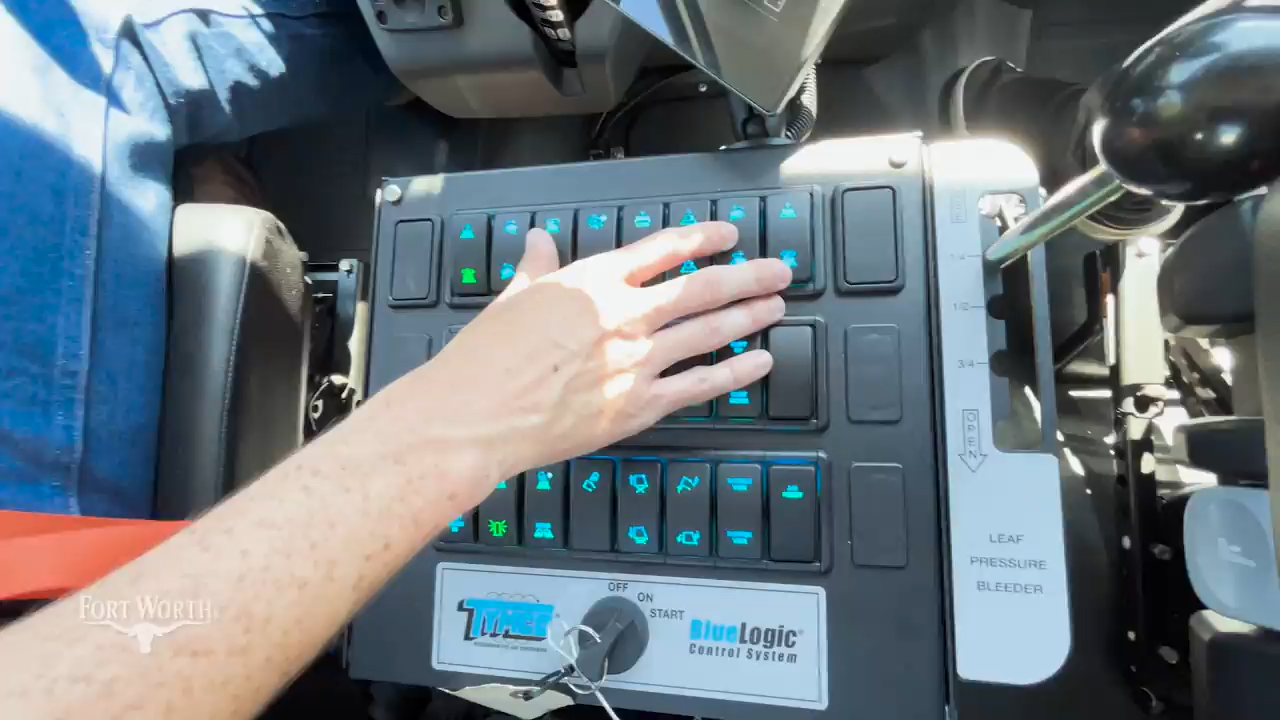 1/4
1/2
3/4
OPEN
LEAF
PRESSURE
BLEEDER
OFF
ON
START
TYMCO
BlueLogic®
Control System
FORT WORTH